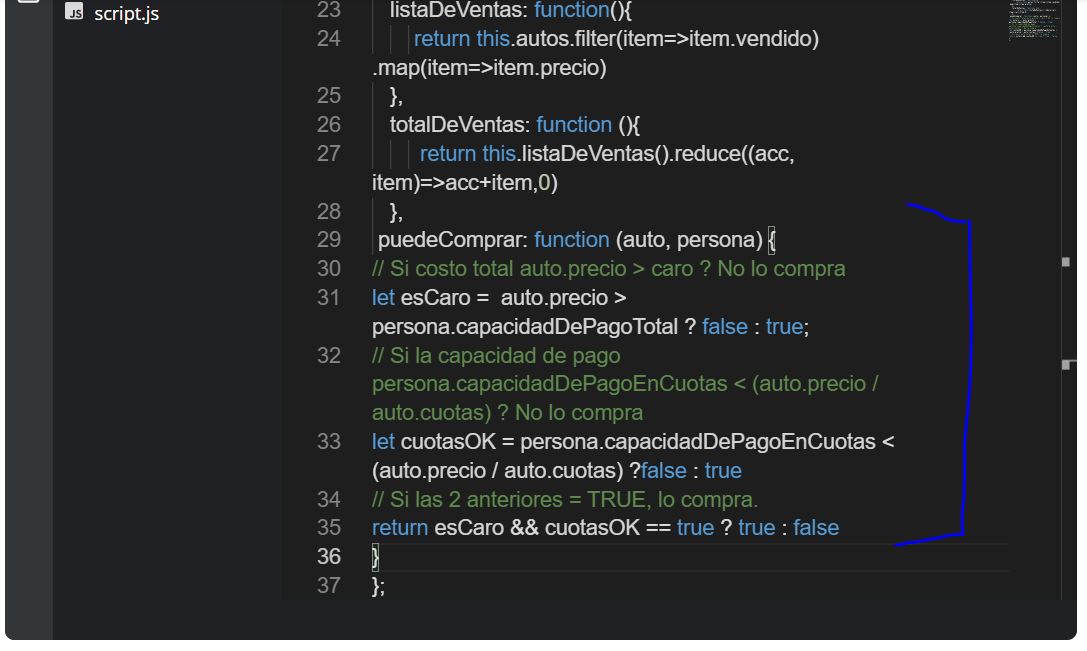 script.js
23 listaDeVentas: function(){
24 return this.autos.filter(item=>item.vendido)
.map(item=>item.precio)
25 },
26 totalDeVentas: function (){
27 return this.listaDeVentas().reduce((acc,
item)=>acc+item,0)
28 },
29 puedeComprar: function (auto, persona) {
30 // Si costo total auto.precio > caro ? No lo compra
31 let esCaro =  auto.precio >
persona.capacidadDePagoTotal ? false : true;
32 // Si la capacidad de pago
persona.capacidadDePagoEnCuotas < (auto.precio /
auto.cuotas) ? No lo compra
33 let cuotasOK = persona.capacidadDePagoEnCuotas <
(auto.precio / auto.cuotas) ?false : true
34 // Si las 2 anteriores = TRUE, lo compra.
35 return esCaro && cuotasOK == true ? true : false
36 }
37 };